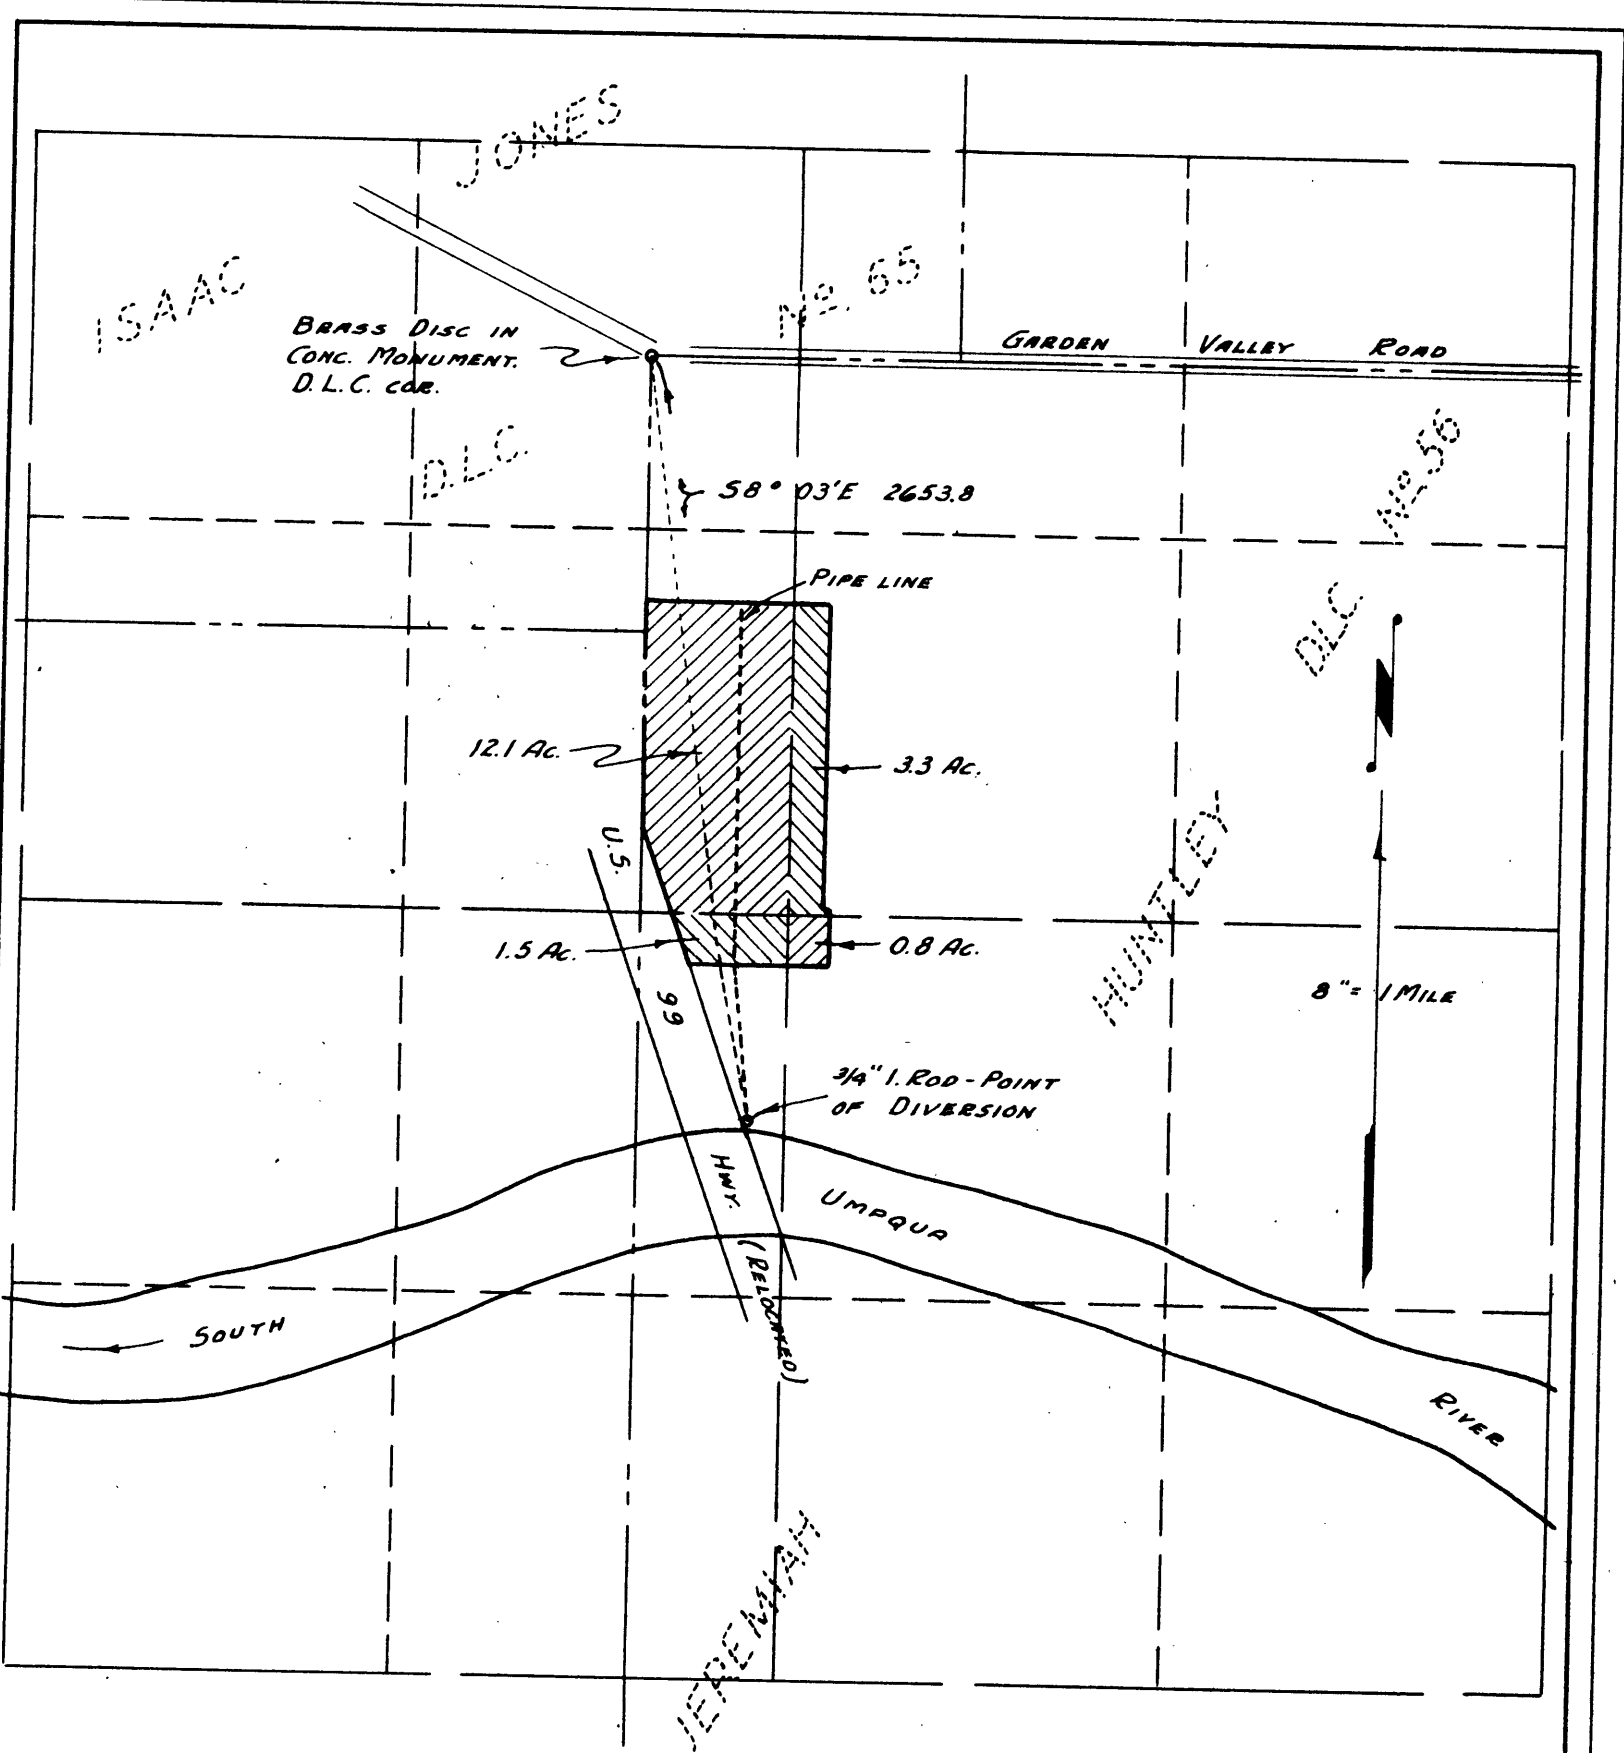 JONES
ISAAC
Nº. 65
BRASS DISC IN
CONC. MONUMENT.
D.L.C. COR.
GARDEN VALLEY ROAD
D.L.C.
Nº. 56
S8° 03'E 2653.8
PIPE LINE
DLC
12.1 AC.
3.3 AC.
U.S.
HUNTLEY
1.5 AC.
0.8 AC.
99
8" = 1 MILE
3/4" I. ROD - POINT
OF DIVERSION
HWY.
UMPQUA
(RELOCATED)
SOUTH
RIVER
JEREMIAH